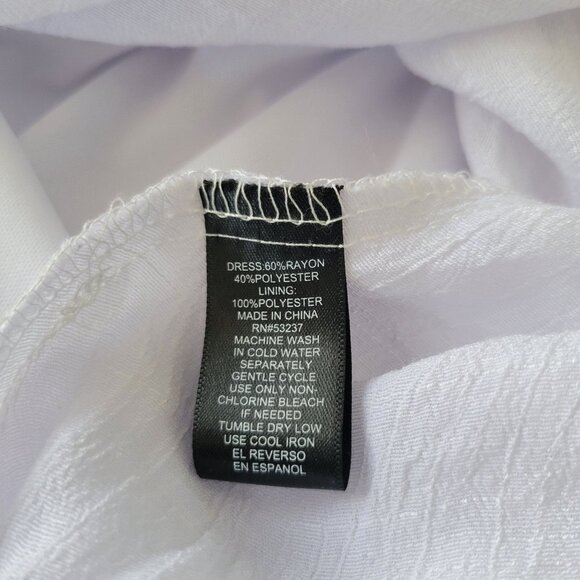 DRESS:60%RAYON
40%POLYESTER
LINING:
100%POLYESTER
MADE IN CHINA
RN#53237
MACHINE WASH
IN COLD WATER
SEPARATELY
GENTLE CYCLE
USE ONLY NON-
CHLORINE BLEACH
IF NEEDED
TUMBLE DRY LOW
USE COOL IRON
EL REVERSO
EN ESPANOL